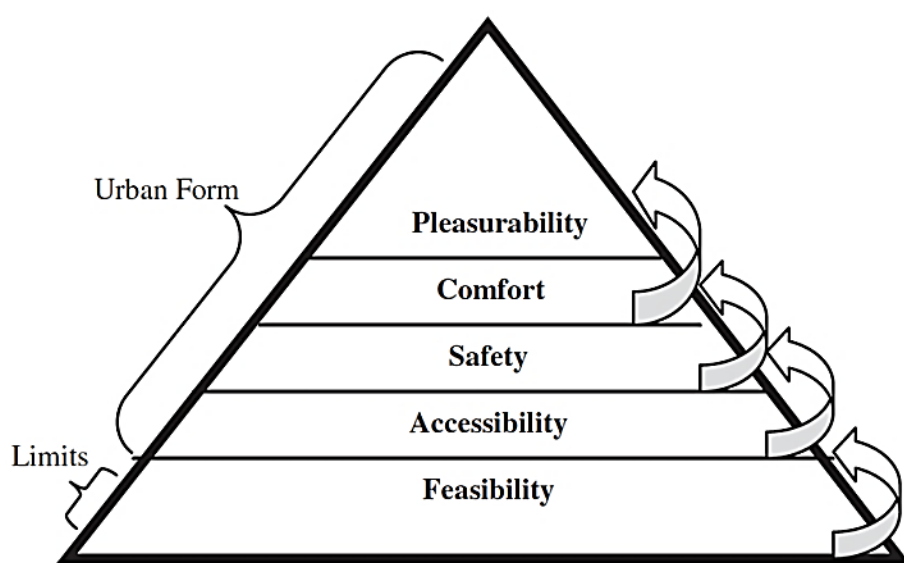 Urban Form
Pleasurability
Comfort
Safety
Accessibility
Limits
Feasibility